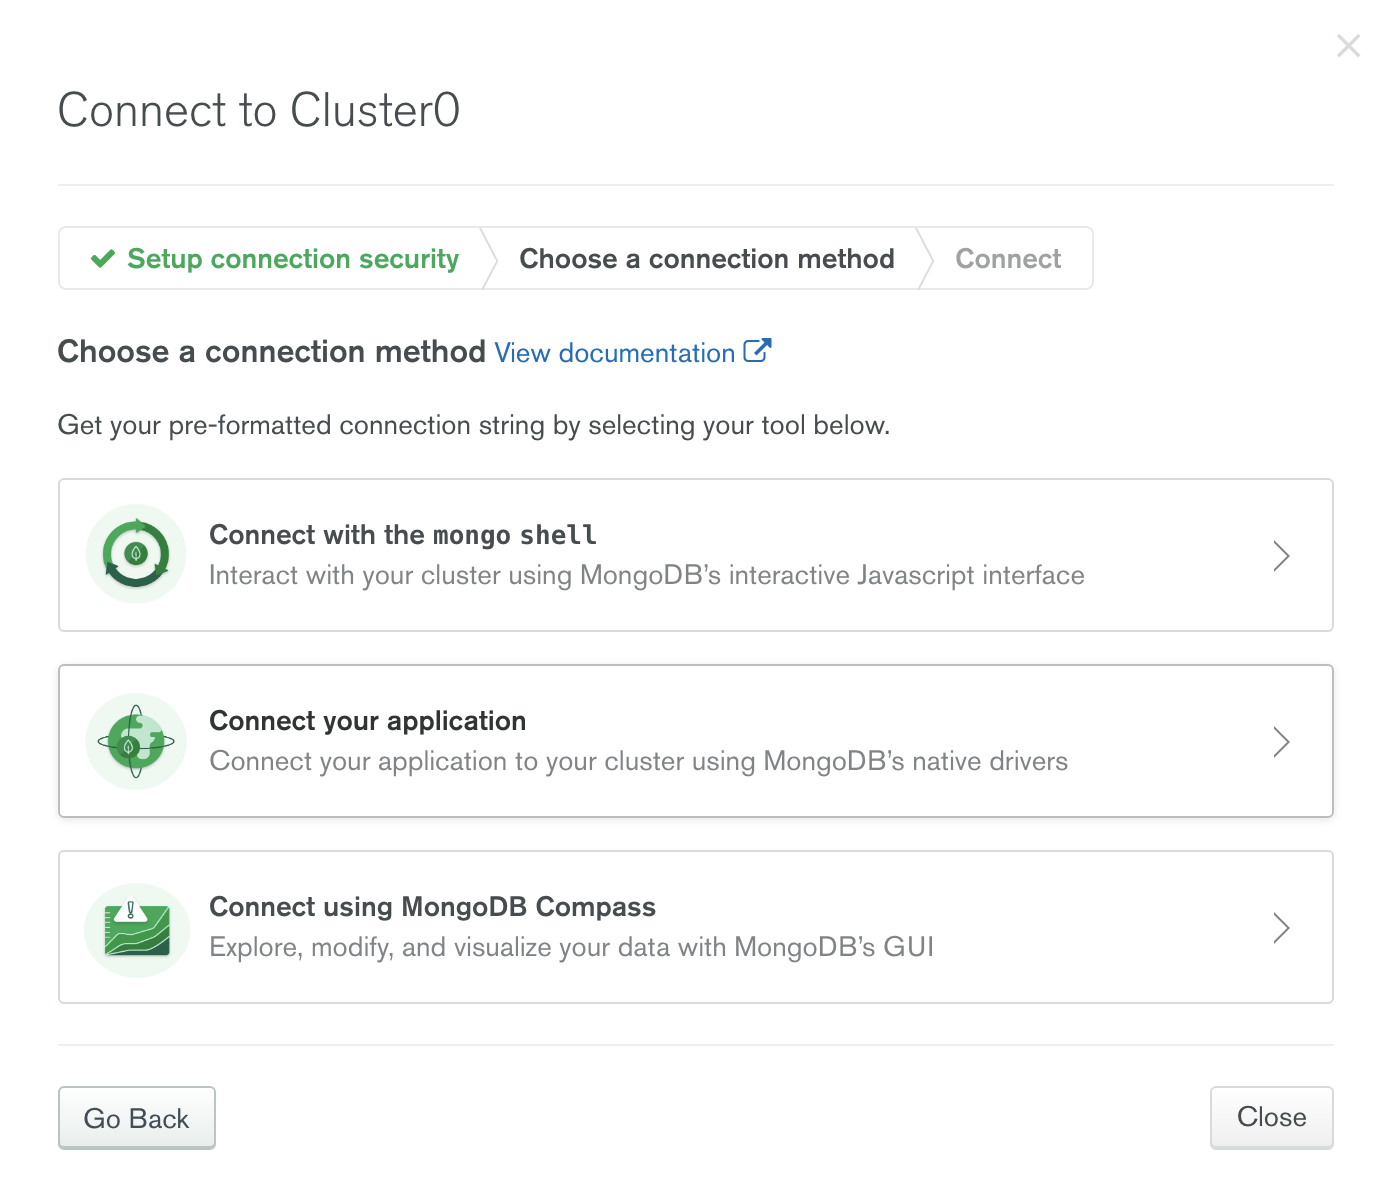 Connect to Cluster0
Setup connection security
Choose a connection method
Connect
Choose a connection method View documentation
Get your pre-formatted connection string by selecting your tool below.
Connect with the mongo shell
Interact with your cluster using MongoDB’s interactive Javascript interface
Connect your application
Connect your application to your cluster using MongoDB’s native drivers
Connect using MongoDB Compass
Explore, modify, and visualize your data with MongoDB’s GUI
Go Back
Close